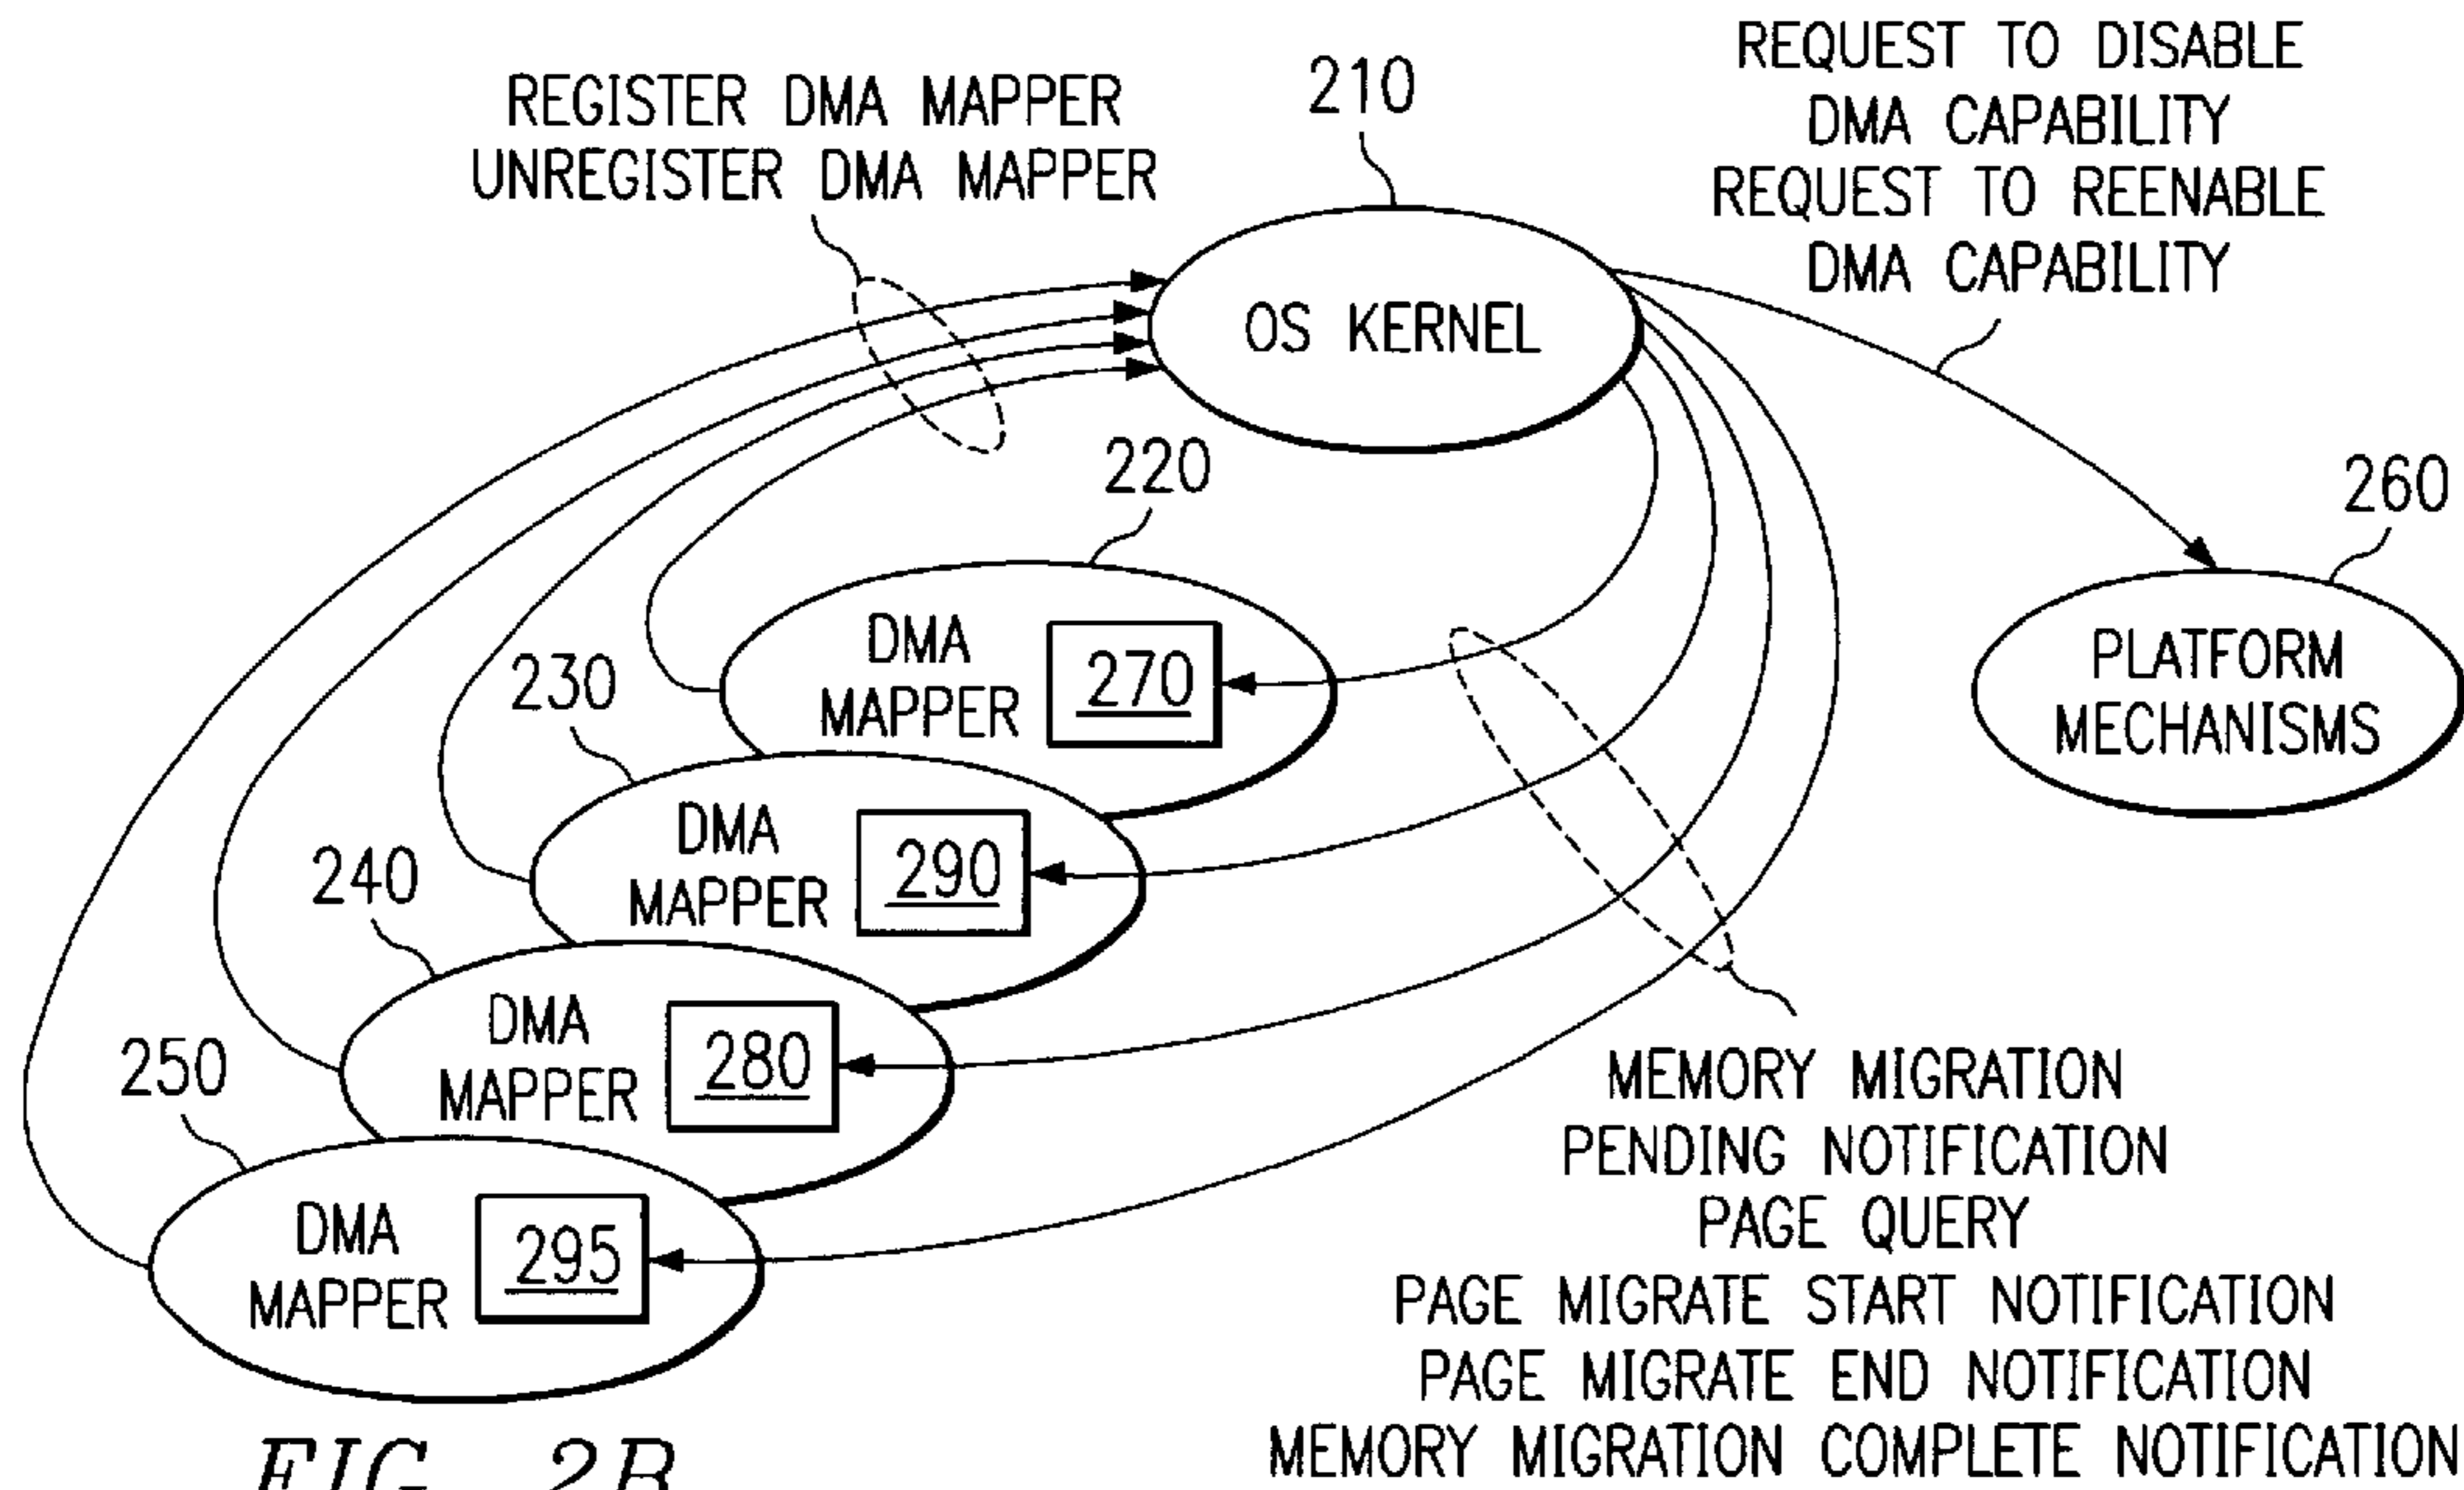 REGISTER DMA MAPPER
UNREGISTER DMA MAPPER
210
REQUEST TO DISABLE
DMA CAPABILITY
REQUEST TO REENABLE
DMA CAPABILITY
OS KERNEL
220
260
DMA
MAPPER
270
PLATFORM
MECHANISMS
230
DMA
MAPPER
290
240
DMA
MAPPER
280
250
DMA
MAPPER
295
MEMORY MIGRATION
PENDING NOTIFICATION
PAGE QUERY
PAGE MIGRATE START NOTIFICATION
PAGE MIGRATE END NOTIFICATION
MEMORY MIGRATION COMPLETE NOTIFICATION
FIG. 2B